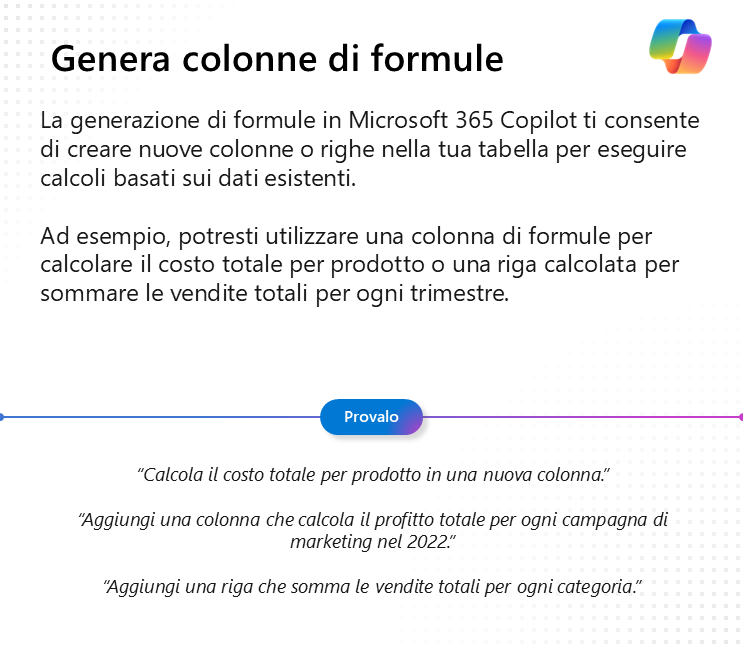 Genera colonne di formule
La generazione di formule in Microsoft 365 Copilot ti consente
di creare nuove colonne o righe nella tua tabella per eseguire
calcoli basati sui dati esistenti.
Ad esempio, potresti utilizzare una colonna di formule per
calcolare il costo totale per prodotto o una riga calcolata per
sommare le vendite totali per ogni trimestre.
Provalo
“Calcola il costo totale per prodotto in una nuova colonna.”
“Aggiungi una colonna che calcola il profitto totale per ogni campagna di
marketing nel 2022.”
“Aggiungi una riga che somma le vendite totali per ogni categoria.”